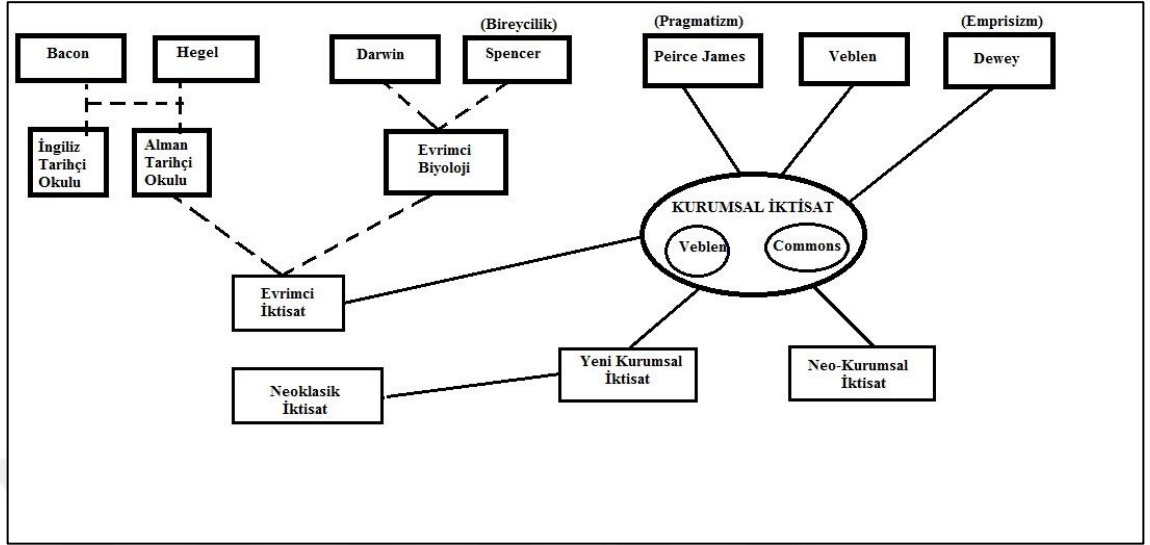 (Bireycilik)
(Pragmatizm)
(Emprisizm)
Bacon
Hegel
Darwin
Spencer
Peirce James
Veblen
Dewey
İngiliz
Tarihçi
Okulu
Alman
Tarihçi
Okulu
Evrimci
Biyoloji
KURUMSAL İKTİSAT
Veblen
Commons
Evrimci
İktisat
Yeni Kurumsal
İktisat
Neo-Kurumsal
İktisat
Neoklasik
İktisat